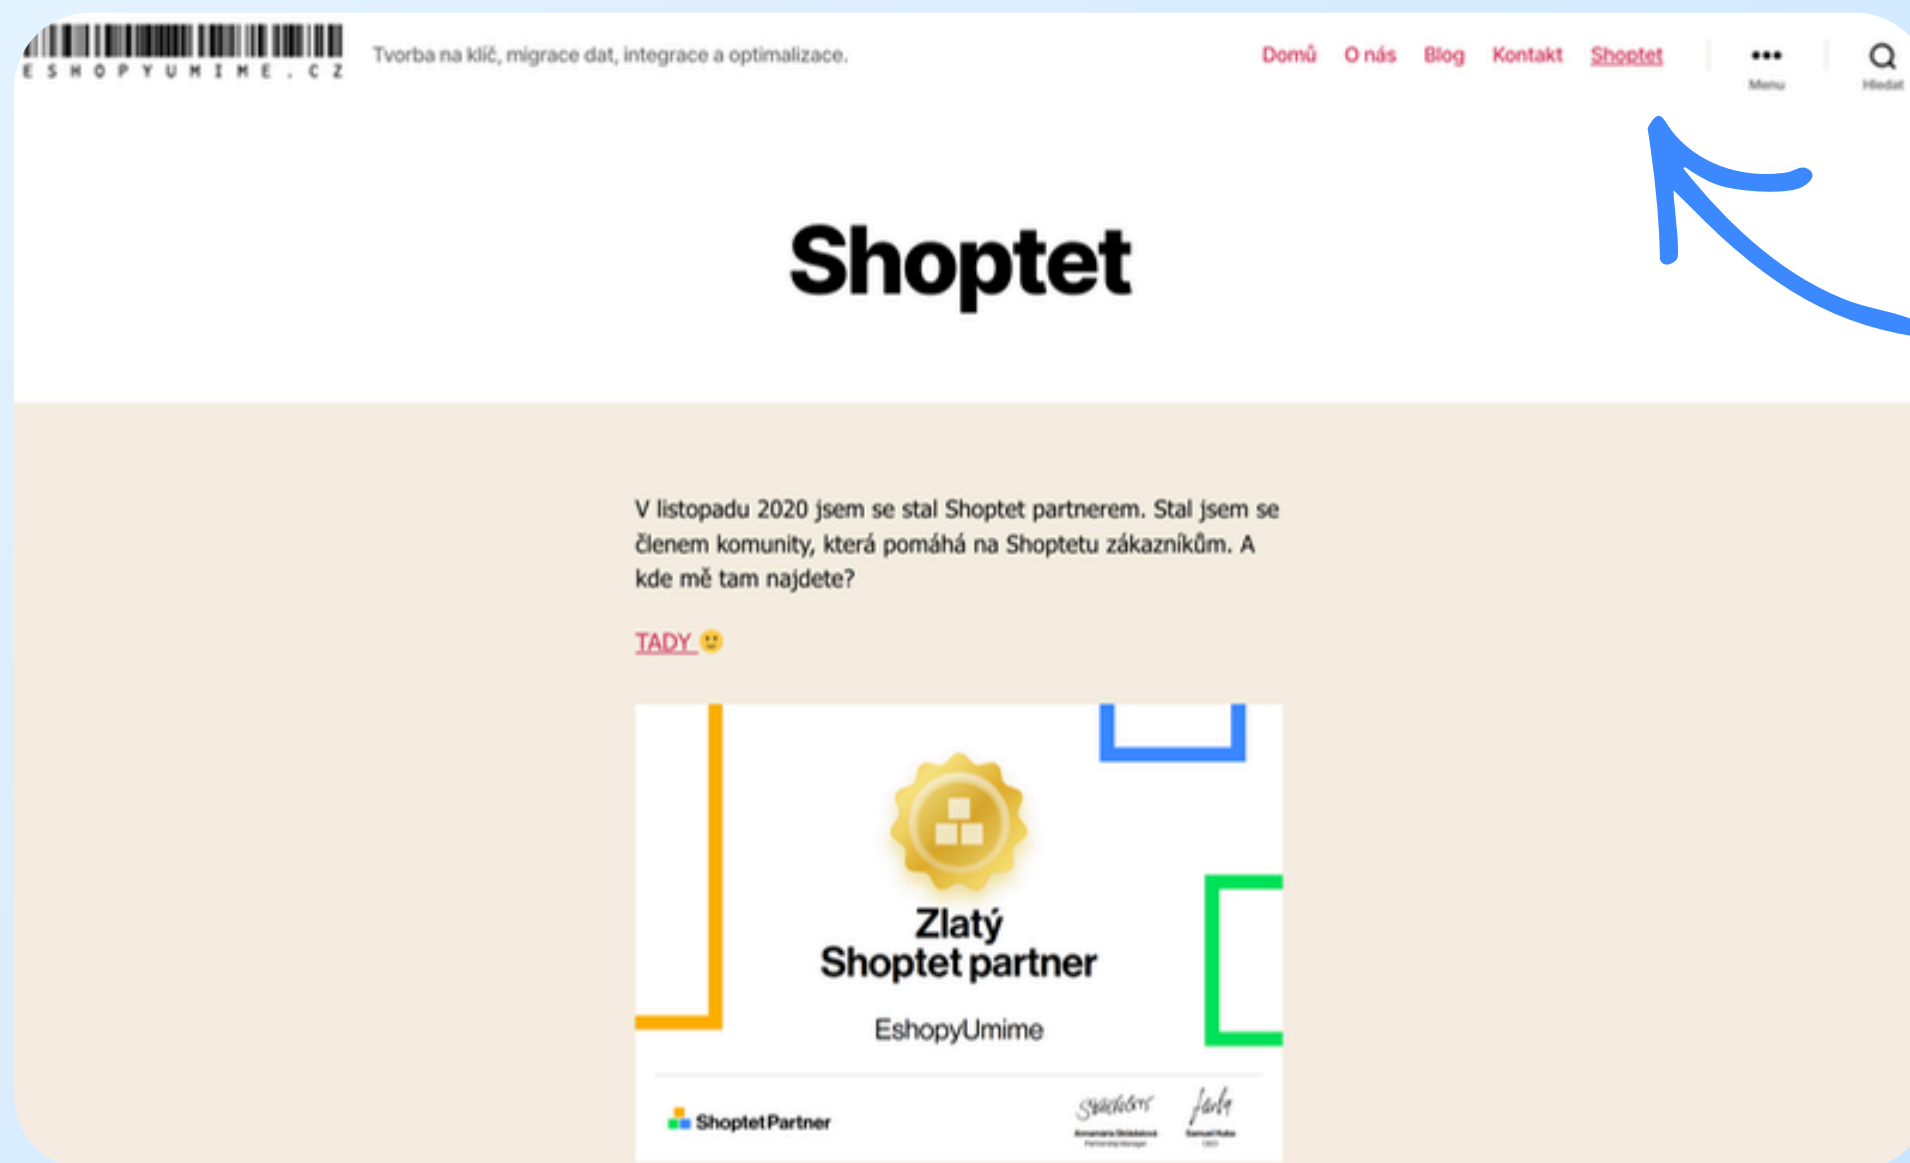 ESHOPYUMIME.CZ
Tvorba na klíč, migrace dat, integrace a optimalizace.
Domů O nás Blog Kontakt Shoptet
Menu
Hledat
Shoptet
V listopadu 2020 jsem se stal Shoptet partnerem. Stal jsem se
členem komunity, která pomáhá na Shoptetu zákazníkům. A
kde mě tam najdete?
TADY 🙂
Zlatý
Shoptet partner
EshopyUmime
Shoptet Partner